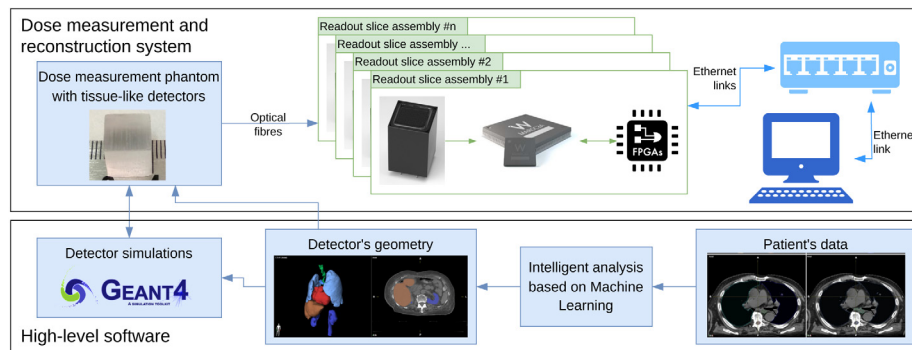 Dose measurement and
reconstruction system
Dose measurement phantom
with tissue-like detectors
Optical
fibres
Readout slice assembly #n
Readout slice assembly ...
Readout slice assembly #2
Readout slice assembly #1
W
W
FPGAs
Ethernet
links
Ethernet
link
Detector simulations
GEANT4
A SIMULATION TOOLKIT
Detector's geometry
Intelligent analysis
based on Machine
Learning
Patient's data
High-level software